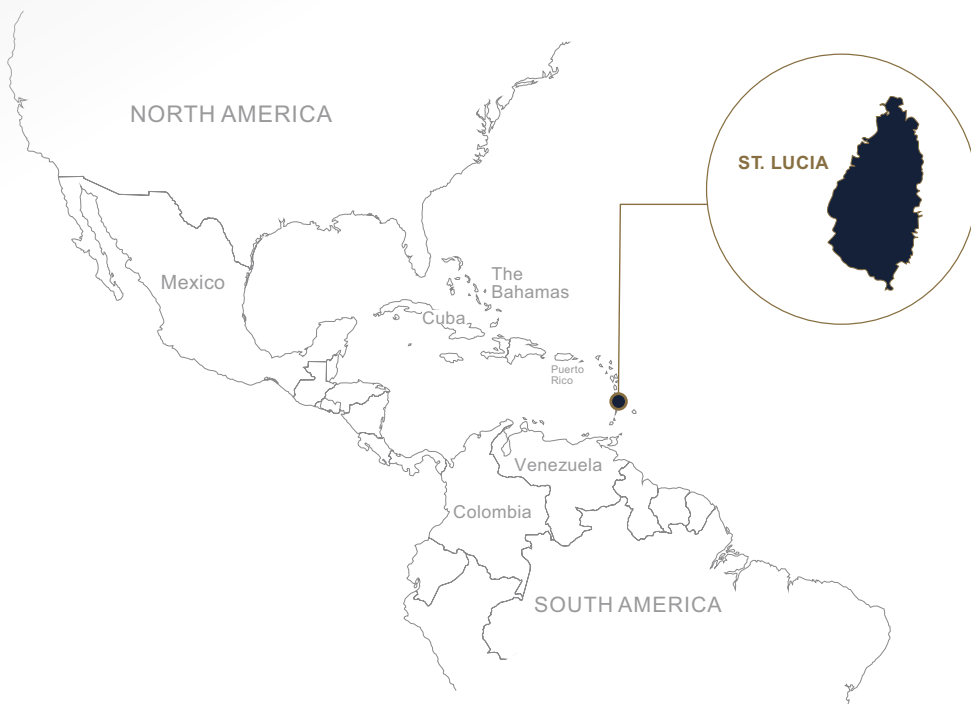 NORTH AMERICA
ST. LUCIA
Mexico
The
Bahamas
Cuba
Puerto
Rico
Venezuela
Colombia
SOUTH AMERICA